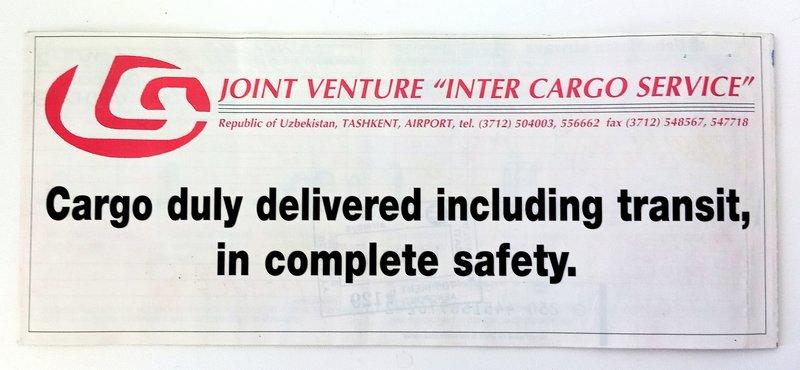 JOINT VENTURE “INTER CARGO SERVICE”
Republic of Uzbekistan, TASHKENT, AIRPORT, tel. (3712) 504003, 556662 fax (3712) 548567, 547718
Cargo duly delivered including transit,
in complete safety.